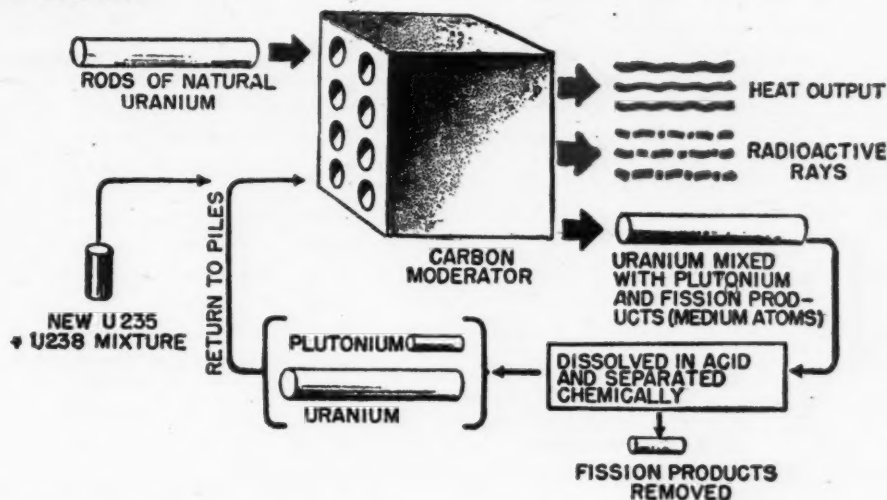 RODS OF NATURAL
URANIUM
HEAT OUTPUT
RADIOACTIVE
RAYS
CARBON
MODERATOR
URANIUM MIXED
WITH PLUTONIUM
AND FISSION PROD-
UCTS (MEDIUM ATOMS)
RETURN TO PILES
NEW U235
+ U238 MIXTURE
PLUTONIUM
URANIUM
DISSOLVED IN ACID
AND SEPARATED
CHEMICALLY
FISSION PRODUCTS
REMOVED